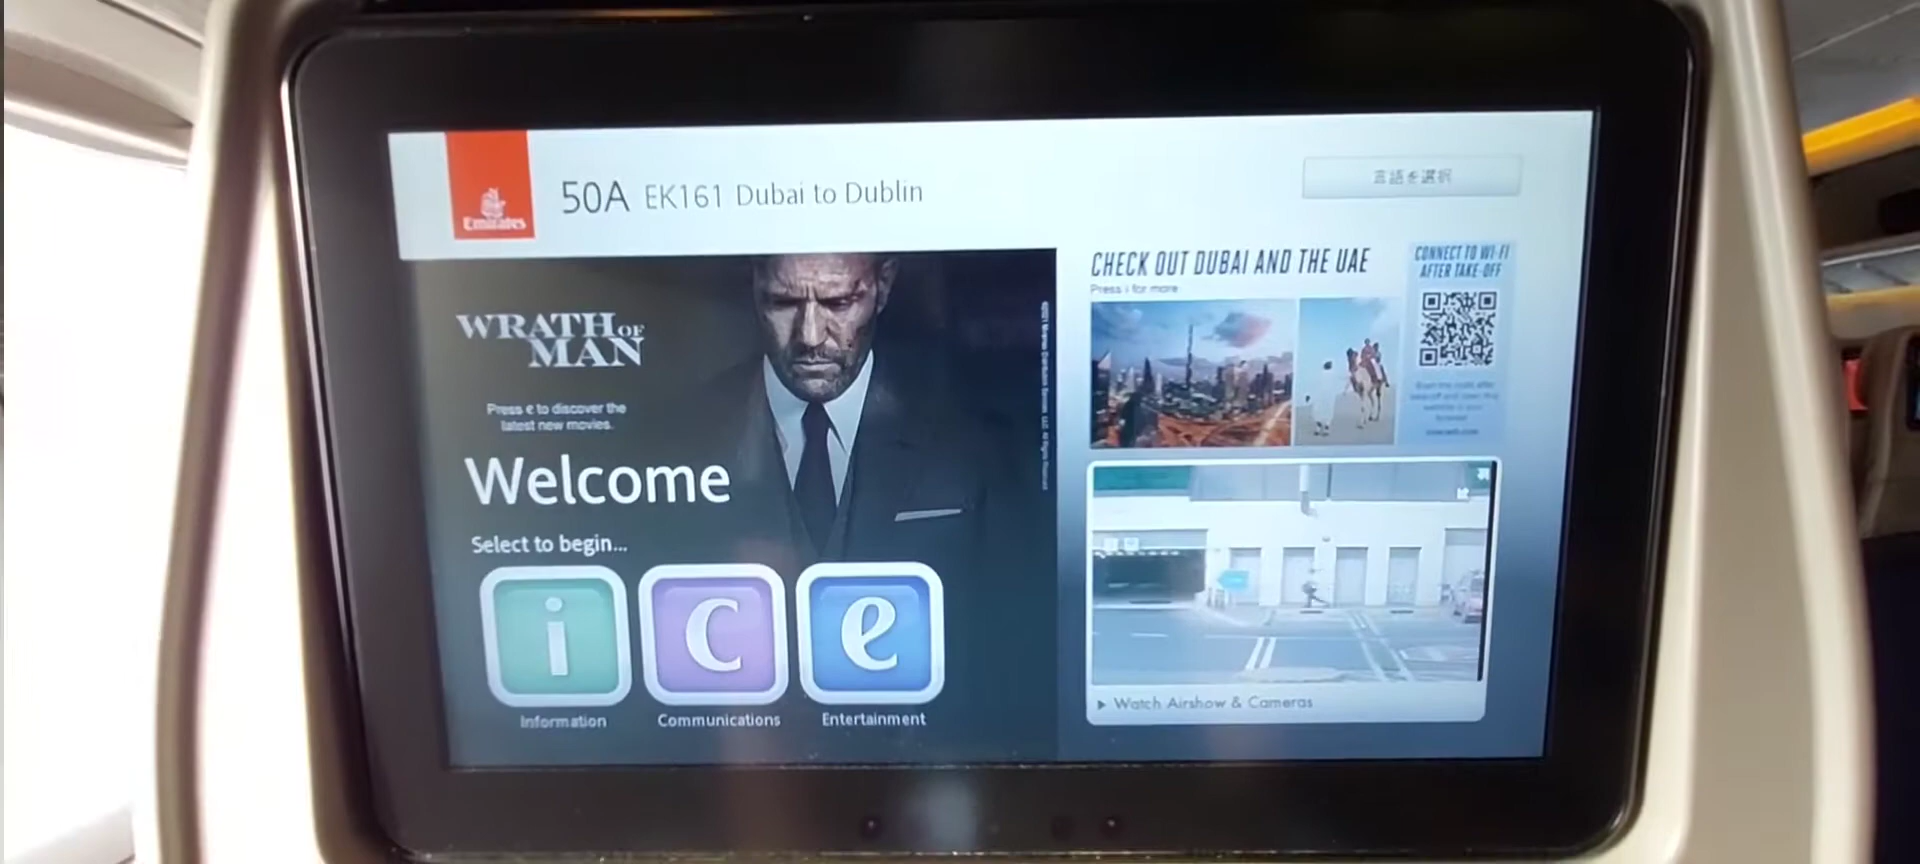 Emirates
50A EK161 Dubai to Dublin
言語を選択
WRATH OF
MAN
Press e to discover the
latest new movies.
Welcome
Select to begin...
i
c
e
Information
Communications
Entertainment
CHECK OUT DUBAI AND THE UAE
Press i for more
CONNECT TO WI-FI
AFTER TAKE-OFF
Watch Airshow & Cameras